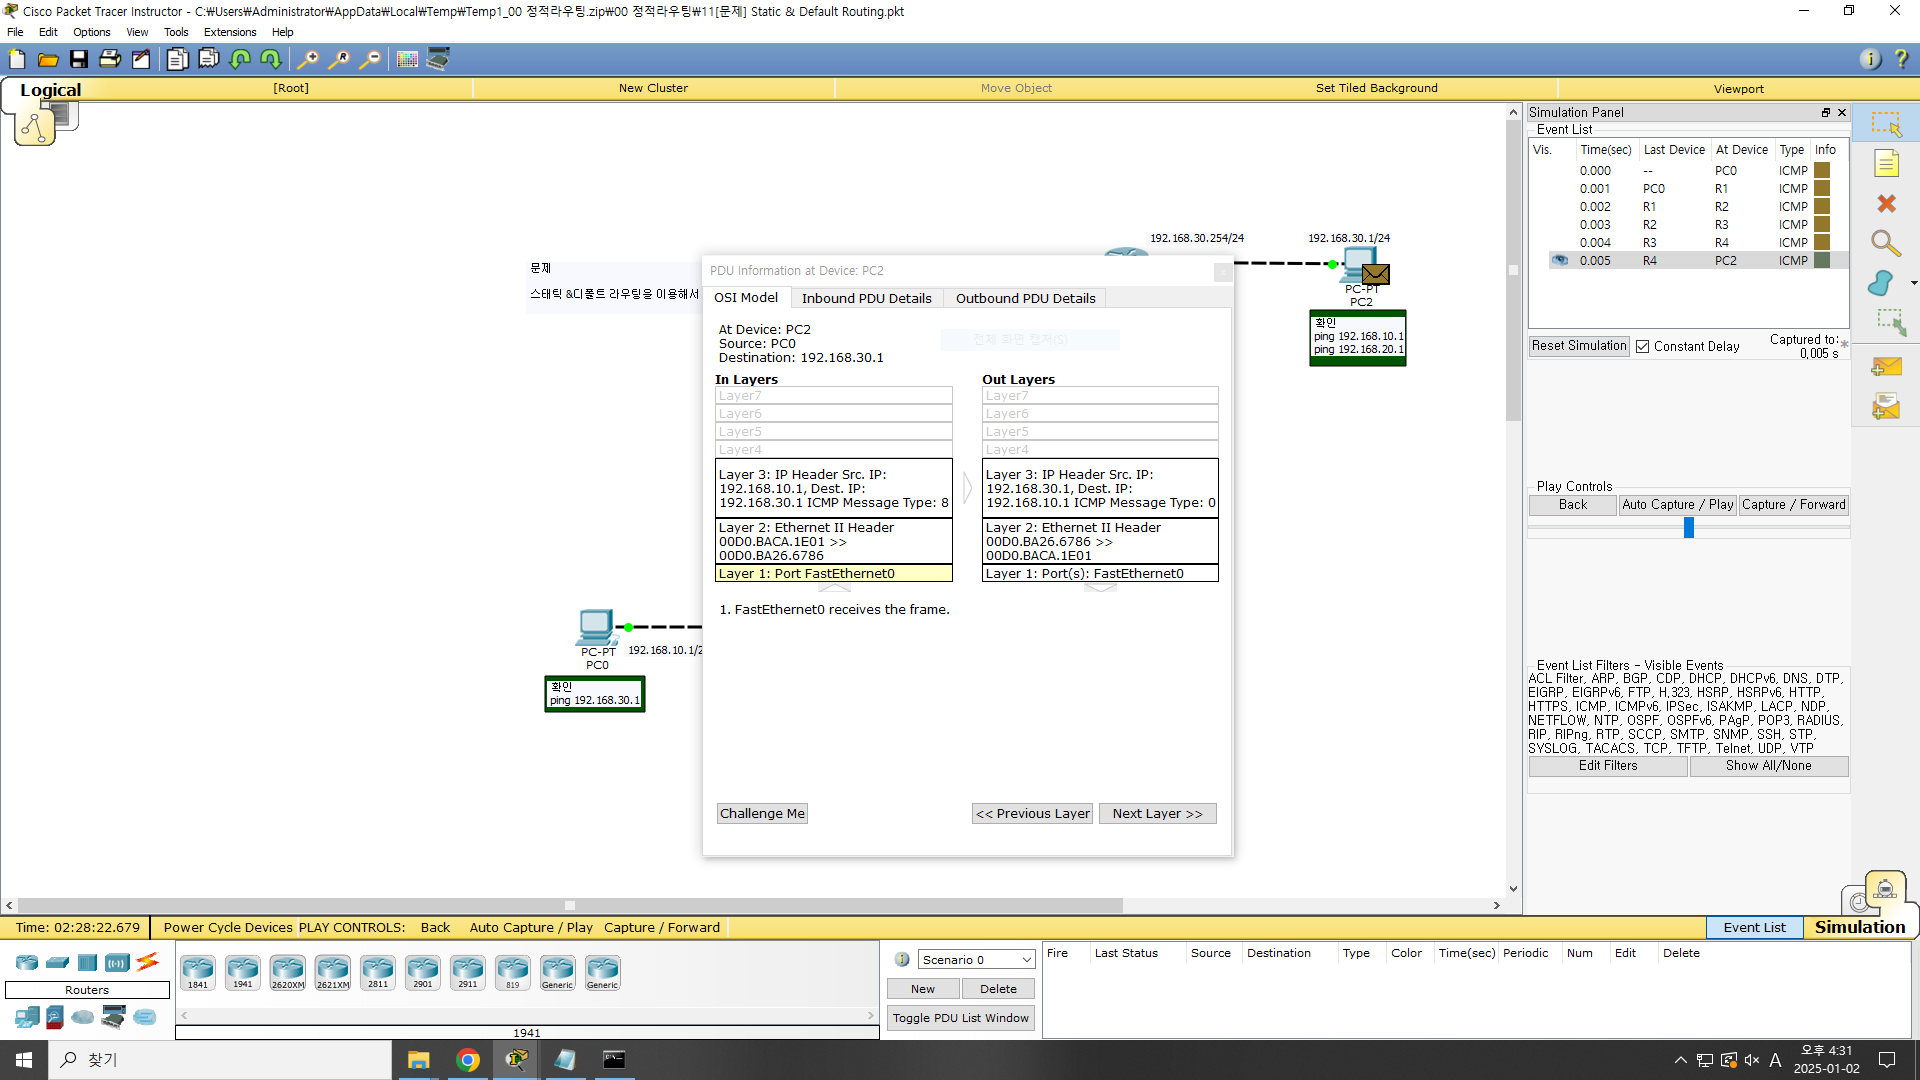 Cisco Packet Tracer Instructor - C:₩Users₩Administrator₩AppData₩Local₩Temp₩Temp1_00 정적라우팅.zip₩00 정적라우팅₩11[문제] Static & Default Routing.pkt
File Edit Options View Tools Extensions Help
Logical [Root] New Cluster Move Object Set Tiled Background Viewport
문제
스태틱 &디폴트 라우팅을 이용해서
192.168.30.254/24
192.168.30.1/24
PC-PT
PC2
확인
ping 192.168.10.1
ping 192.168.20.1
PC-PT
PC0
192.168.10.1/2
확인
ping 192.168.30.1
PDU Information at Device: PC2
OSI Model Inbound PDU Details Outbound PDU Details
At Device: PC2
Source: PC0
Destination: 192.168.30.1
전체 화면 캡처(S)
In Layers
Layer7
Layer6
Layer5
Layer4
Layer 3: IP Header Src. IP:
192.168.10.1, Dest. IP:
192.168.30.1 ICMP Message Type: 8
Layer 2: Ethernet II Header
00D0.BACA.1E01 >>
00D0.BA26.6786
Layer 1: Port FastEthernet0
Out Layers
Layer7
Layer6
Layer5
Layer4
Layer 3: IP Header Src. IP:
192.168.30.1, Dest. IP:
192.168.10.1 ICMP Message Type: 0
Layer 2: Ethernet II Header
00D0.BA26.6786 >>
00D0.BACA.1E01
Layer 1: Port(s): FastEthernet0
1. FastEthernet0 receives the frame.
Challenge Me << Previous Layer Next Layer >>
Simulation Panel
Event List
Vis. Time(sec) Last Device At Device Type Info
0.000 -- PC0 ICMP
0.001 PC0 R1 ICMP
0.002 R1 R2 ICMP
0.003 R2 R3 ICMP
0.004 R3 R4 ICMP
0.005 R4 PC2 ICMP
Reset Simulation Constant Delay Captured to: *
0,005 s
Play Controls
Back Auto Capture / Play Capture / Forward
Event List Filters - Visible Events
ACL Filter, ARP, BGP, CDP, DHCP, DHCPv6, DNS, DTP,
EIGRP, EIGRPv6, FTP, H,323, HSRP, HSRPv6, HTTP,
HTTPS, ICMP, ICMPv6, IPSec, ISAKMP, LACP, NDP,
NETFLOW, NTP, OSPF, OSPFv6, PAgP, POP3, RADIUS,
RIP, RIPng, RTP, SCCP, SMTP, SNMP, SSH, STP,
SYSLOG, TACACS, TCP, TFTP, Telnet, UDP, VTP
Edit Filters Show All/None
Time: 02:28:22.679 Power Cycle Devices PLAY CONTROLS: Back Auto Capture / Play Capture / Forward Event List Simulation
Routers
1841 1941 2620XM 2621XM 2811 2901 2911 819 Generic Generic
1941
Scenario 0
New Delete
Toggle PDU List Window
Fire Last Status Source Destination Type Color Time(sec) Periodic Num Edit Delete
찾기
A 오후 4:31
2025-01-02